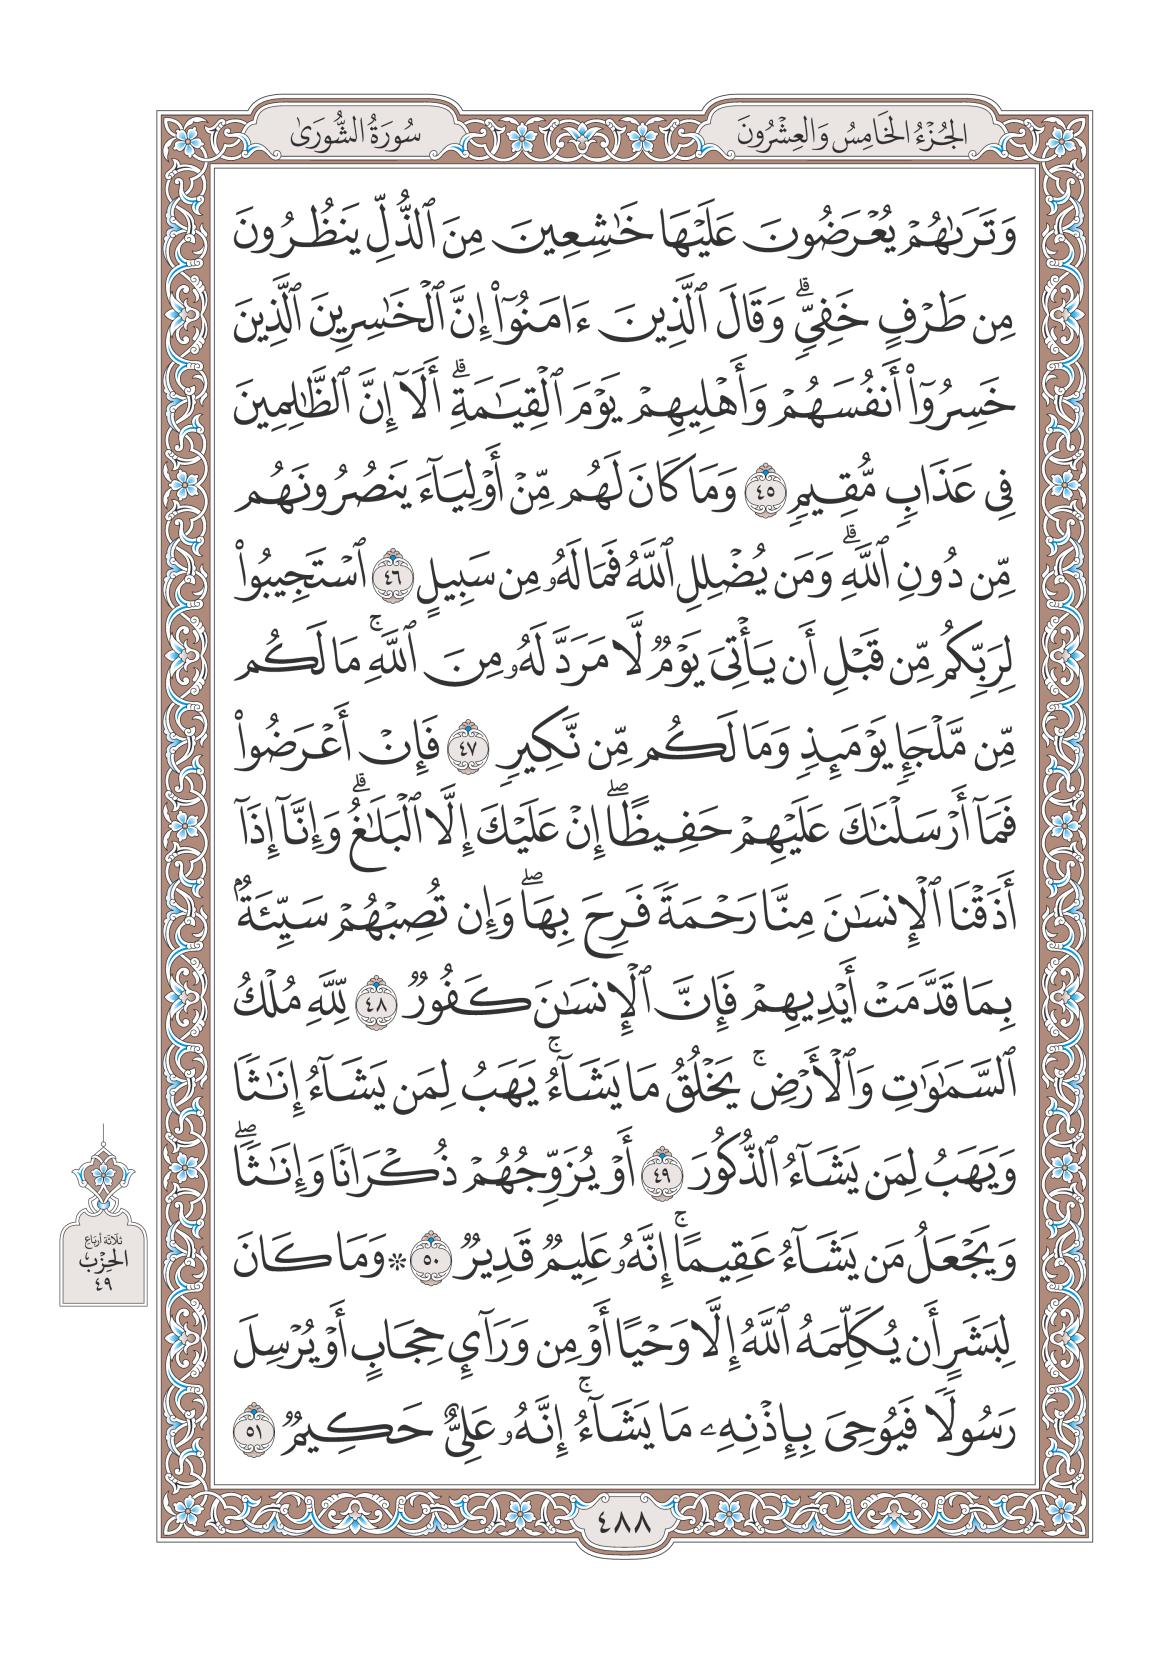 الجُزْءُ الخَامِسُ وَالعِشْرُونَ
سُورَةُ الشُّورَىٰ
وَتَرَىٰهُمْ يُعْرَضُونَ عَلَيْهَا خَٰشِعِينَ مِنَ ٱلذُّلِّ يَنظُرُونَ
مِن طَرْفٍ خَفِيٍّۗ وَقَالَ ٱلَّذِينَ ءَامَنُوٓا۟ إِنَّ ٱلْخَٰسِرِينَ ٱلَّذِينَ
خَسِرُوٓا۟ أَنفُسَهُمْ وَأَهْلِيهِمْ يَوْمَ ٱلْقِيَٰمَةِۗ أَلَآ إِنَّ ٱلظَّٰلِمِينَ
فِى عَذَابٍ مُّقِيمٍ ٤٥ وَمَا كَانَ لَهُم مِّنْ أَوْلِيَآءَ يَنصُرُونَهُم
مِّن دُونِ ٱللَّهِۗ وَمَن يُضْلِلِ ٱللَّهُ فَمَا لَهُۥ مِن سَبِيلٍ ٤٦ ٱسْتَجِيبُوا۟
لِرَبِّكُم مِّن قَبْلِ أَن يَأْتِىَ يَوْمٌ لَّا مَرَدَّ لَهُۥ مِنَ ٱللَّهِۚ مَا لَكُم
مِّن مَّلْجَإٍ يَوْمَئِذٍ وَمَا لَكُم مِّن نَّكِيرٍ ٤٧ فَإِنْ أَعْرَضُوا۟
فَمَآ أَرْسَلْنَٰكَ عَلَيْهِمْ حَفِيظًاۖ إِنْ عَلَيْكَ إِلَّا ٱلْبَلَٰغُۗ وَإِنَّآ إِذَآ
أَذَقْنَا ٱلْإِنسَٰنَ مِنَّا رَحْمَةً فَرِحَ بِهَاۖ وَإِن تُصِبْهُمْ سَيِّئَةٌۢ
بِمَا قَدَّمَتْ أَيْدِيهِمْ فَإِنَّ ٱلْإِنسَٰنَ كَفُورٌ ٤٨ لِّلَّهِ مُلْكُ
ٱلسَّمَٰوَٰتِ وَٱلْأَرْضِۚ يَخْلُقُ مَا يَشَآءُۚ يَهَبُ لِمَن يَشَآءُ إِنَٰثًا
وَيَهَبُ لِمَن يَشَآءُ ٱلذُّكُورَ ٤٩ أَوْ يُزَوِّجُهُمْ ذُكْرَانًا وَإِنَٰثًاۖ
وَيَجْعَلُ مَن يَشَآءُ عَقِيمًاۚ إِنَّهُۥ عَلِيمٌ قَدِيرٌ ٥٠ ۞ وَمَا كَانَ
لِبَشَرٍ أَن يُكَلِّمَهُ ٱللَّهُ إِلَّا وَحْيًا أَوْ مِن وَرَآئِ حِجَابٍ أَوْ يُرْسِلَ
رَسُولًا فَيُوحِىَ بِإِذْنِهِۦ مَا يَشَآءُۚ إِنَّهُۥ عَلِىٌّ حَكِيمٌ ٥١
ثلاثة أرباع
الحِزْبِ
٤٩
٤٨٨